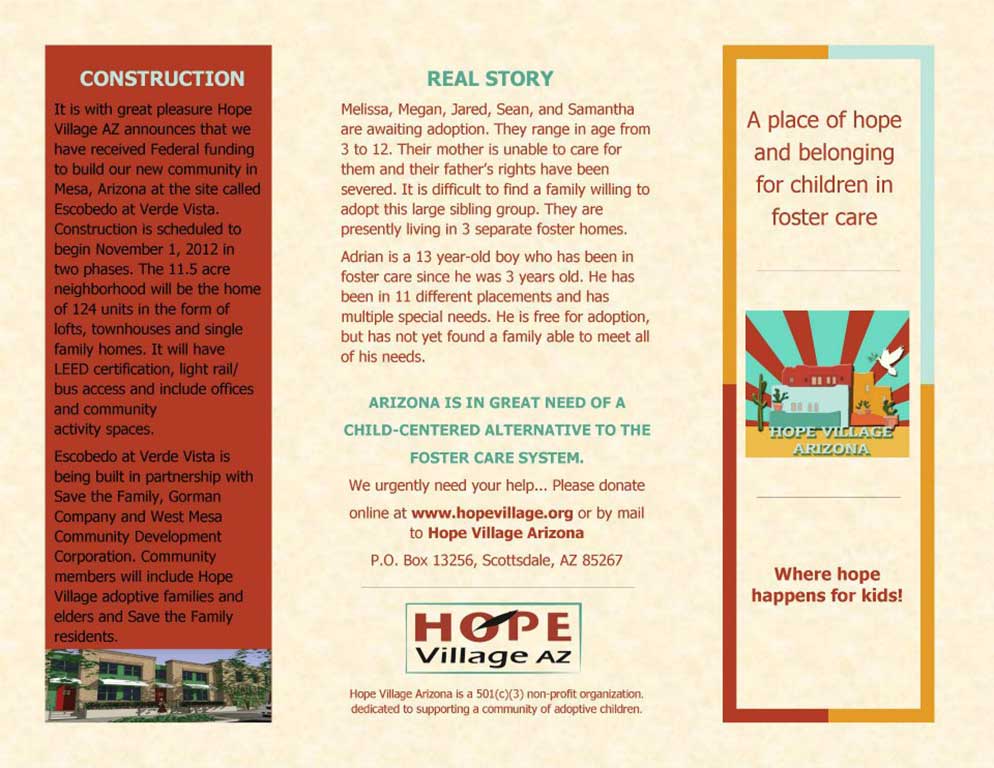 CONSTRUCTION
It is with great pleasure Hope
Village AZ announces that we
have received Federal funding
to build our new community in
Mesa, Arizona at the site called
Escobedo at Verde Vista.
Construction is scheduled to
begin November 1, 2012 in
two phases. The 11.5 acre
neighborhood will be the home
of 124 units in the form of
lofts, townhouses and single
family homes. It will have
LEED certification, light rail/
bus access and include offices
and community
activity spaces.
Escobedo at Verde Vista is
being built in partnership with
Save the Family, Gorman
Company and West Mesa
Community Development
Corporation. Community
members will include Hope
Village adoptive families and
elders and Save the Family
residents.
REAL STORY
Melissa, Megan, Jared, Sean, and Samantha
are awaiting adoption. They range in age from
3 to 12. Their mother is unable to care for
them and their father's rights have been
severed. It is difficult to find a family willing to
adopt this large sibling group. They are
presently living in 3 separate foster homes.
Adrian is a 13 year-old boy who has been in
foster care since he was 3 years old. He has
been in 11 different placements and has
multiple special needs. He is free for adoption,
but has not yet found a family able to meet all
of his needs.
ARIZONA IS IN GREAT NEED OF A
CHILD-CENTERED ALTERNATIVE TO THE
FOSTER CARE SYSTEM.
We urgently need your help... Please donate
online at www.hopevillage.org or by mail
to Hope Village Arizona
P.O. Box 13256, Scottsdale, AZ 85267
HOPE
Village AZ
Hope Village Arizona is a 501(c)(3) non-profit organization.
dedicated to supporting a community of adoptive children.
A place of hope
and belonging
for children in
foster care
HOPE VILLAGE
ARIZONA
Where hope
happens for kids!